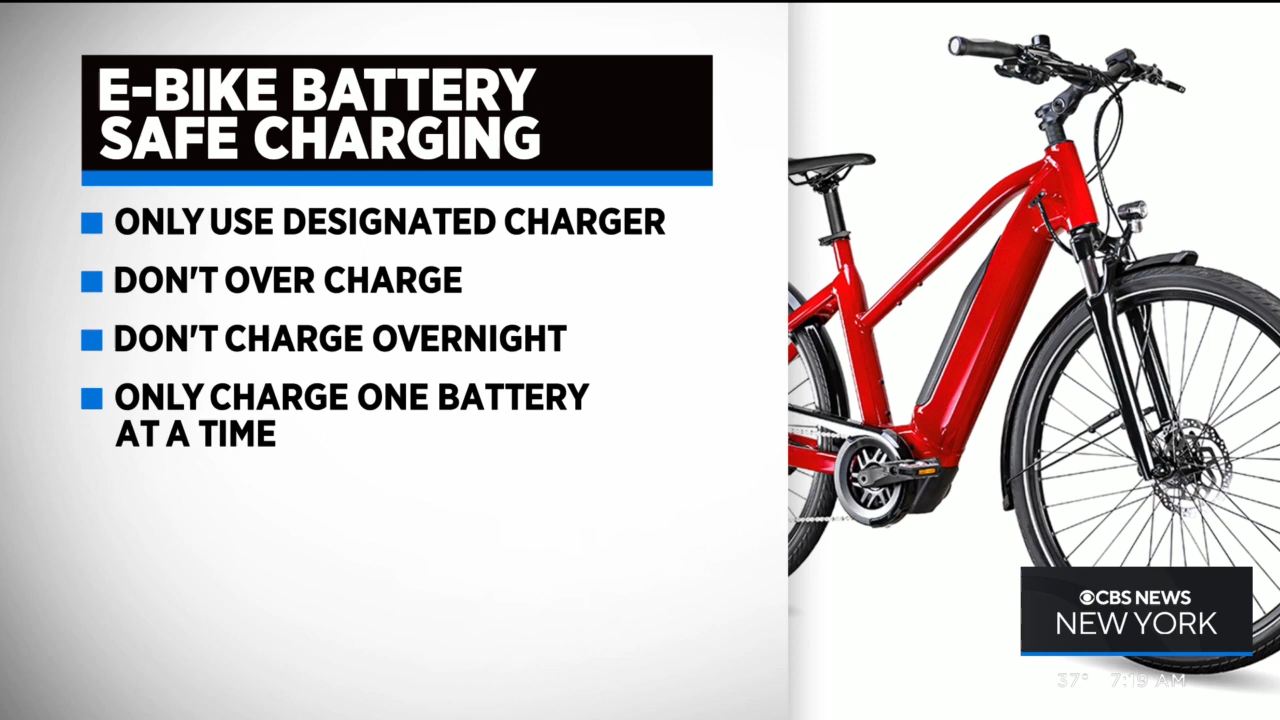 E-BIKE BATTERY
SAFE CHARGING
ONLY USE DESIGNATED CHARGER
DON'T OVER CHARGE
DON'T CHARGE OVERNIGHT
ONLY CHARGE ONE BATTERY
AT A TIME
CBS NEWS
NEW YORK
37° 7:19 AM